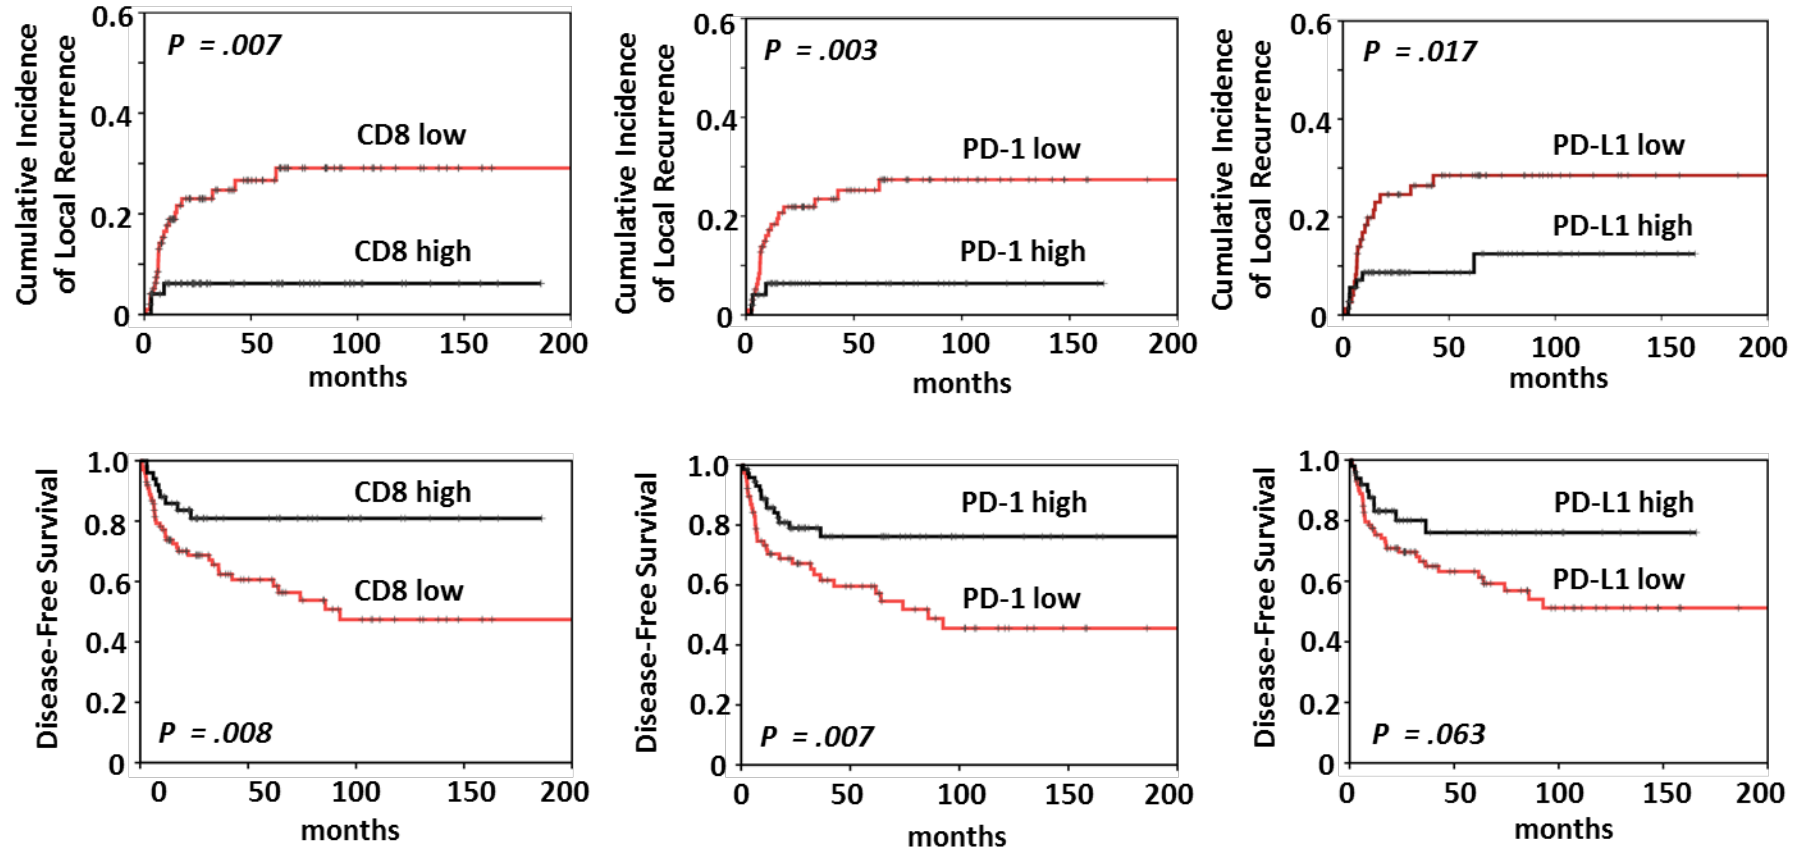 Cumulative Incidence
of Local Recurrence
0.6
0.4
0.2
0
P = .007
CD8 low
CD8 high
0 50 100 150 200
months
Cumulative Incidence
of Local Recurrence
0.6
0.4
0.2
0
P = .003
PD-1 low
PD-1 high
0 50 100 150 200
months
Cumulative Incidence
of Local Recurrence
0.6
0.4
0.2
0
P = .017
PD-L1 low
PD-L1 high
0 50 100 150 200
months
Disease-Free Survival
1.0
0.8
0.6
0.4
0.2
0
CD8 high
CD8 low
P = .008
0 50 100 150 200
months
Disease-Free Survival
1.0
0.8
0.6
0.4
0.2
0
PD-1 high
PD-1 low
P = .007
0 50 100 150 200
months
Disease-Free Survival
1.0
0.8
0.6
0.4
0.2
0
PD-L1 high
PD-L1 low
P = .063
0 50 100 150 200
months